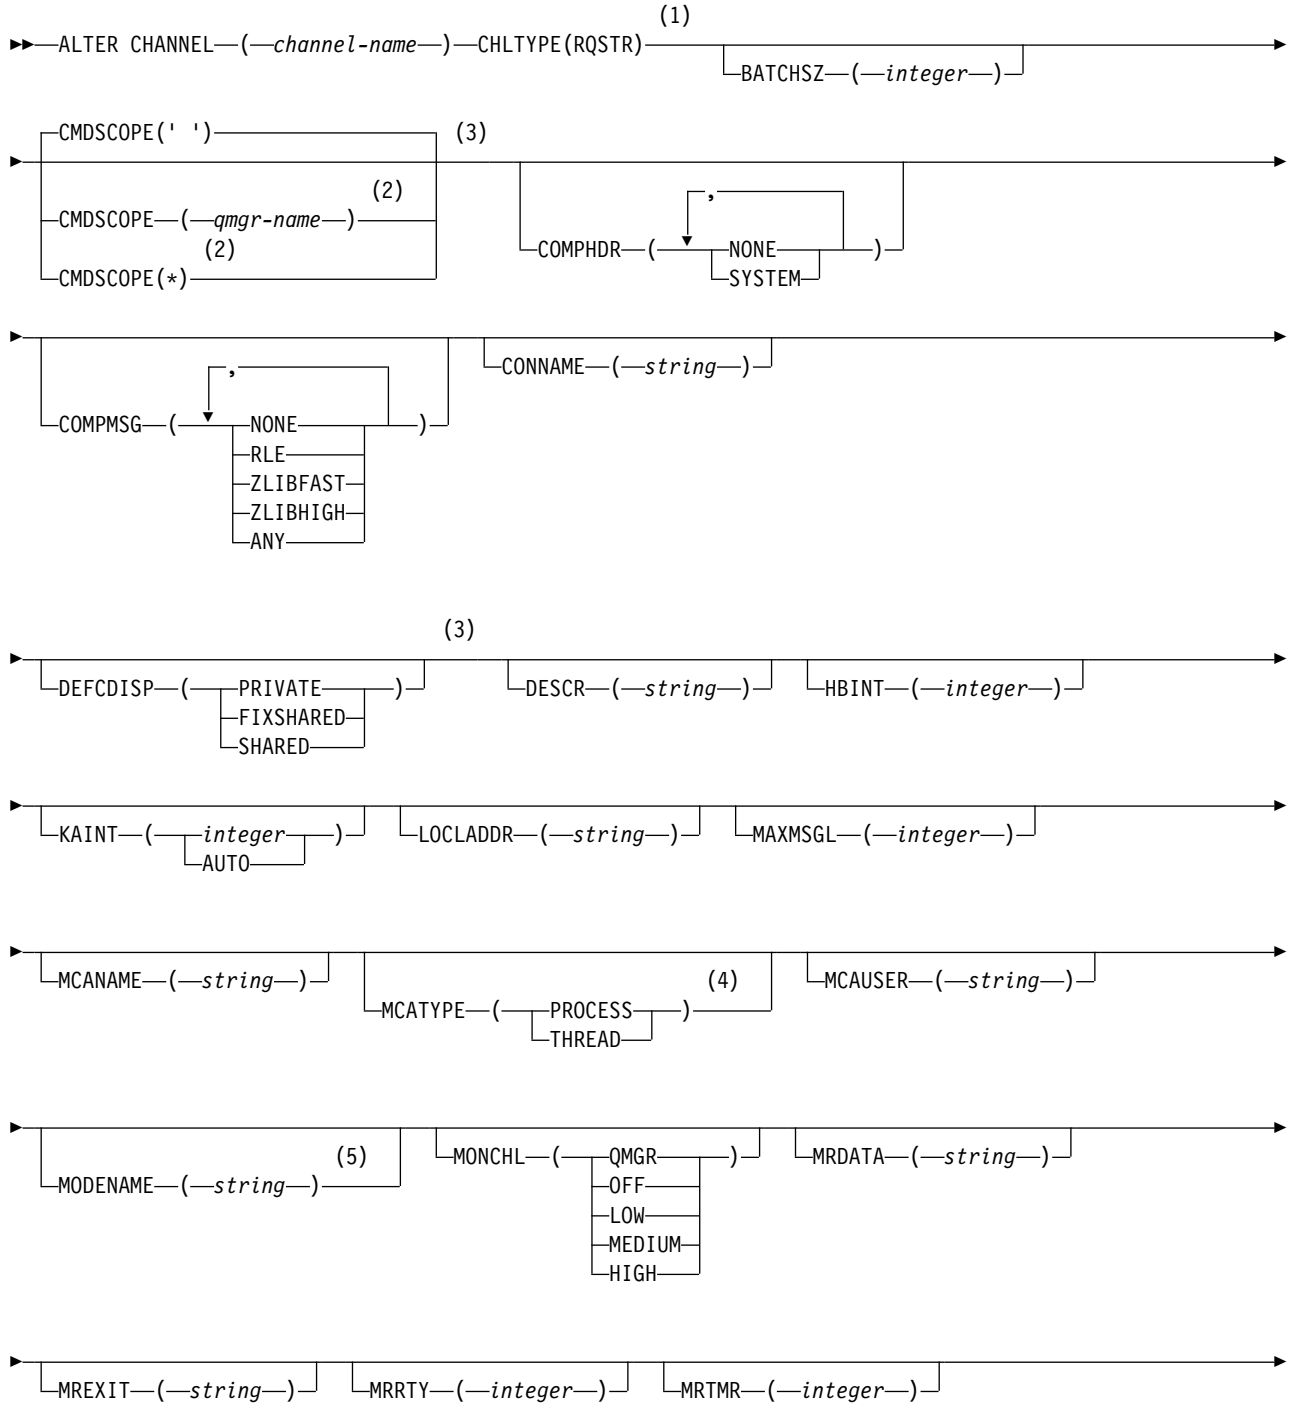 (1)
ALTER CHANNEL ( channel-name ) CHLTYPE(RQSTR)
BATCHSZ ( integer )
CMDSCOPE(' ') (3)
(2)
CMDSCOPE ( qmgr-name )
(2)
CMDSCOPE(*)
,
COMPHDR ( NONE )
SYSTEM
CONNAME ( string )
,
COMPMSG ( NONE )
RLE
ZLIBFAST
ZLIBHIGH
ANY
(3)
DEFCDISP ( PRIVATE ) DESCR ( string ) HBINT ( integer )
FIXSHARED
SHARED
KAINT ( integer ) LOCLADDR ( string ) MAXMSGL ( integer )
AUTO
MCANAME ( string ) (4) MCAUSER ( string )
MCATYPE ( PROCESS )
THREAD
(5) MONCHL ( QMGR ) MRDATA ( string )
MODENAME ( string ) OFF
LOW
MEDIUM
HIGH
MREXIT ( string ) MRRTY ( integer ) MRTMR ( integer )